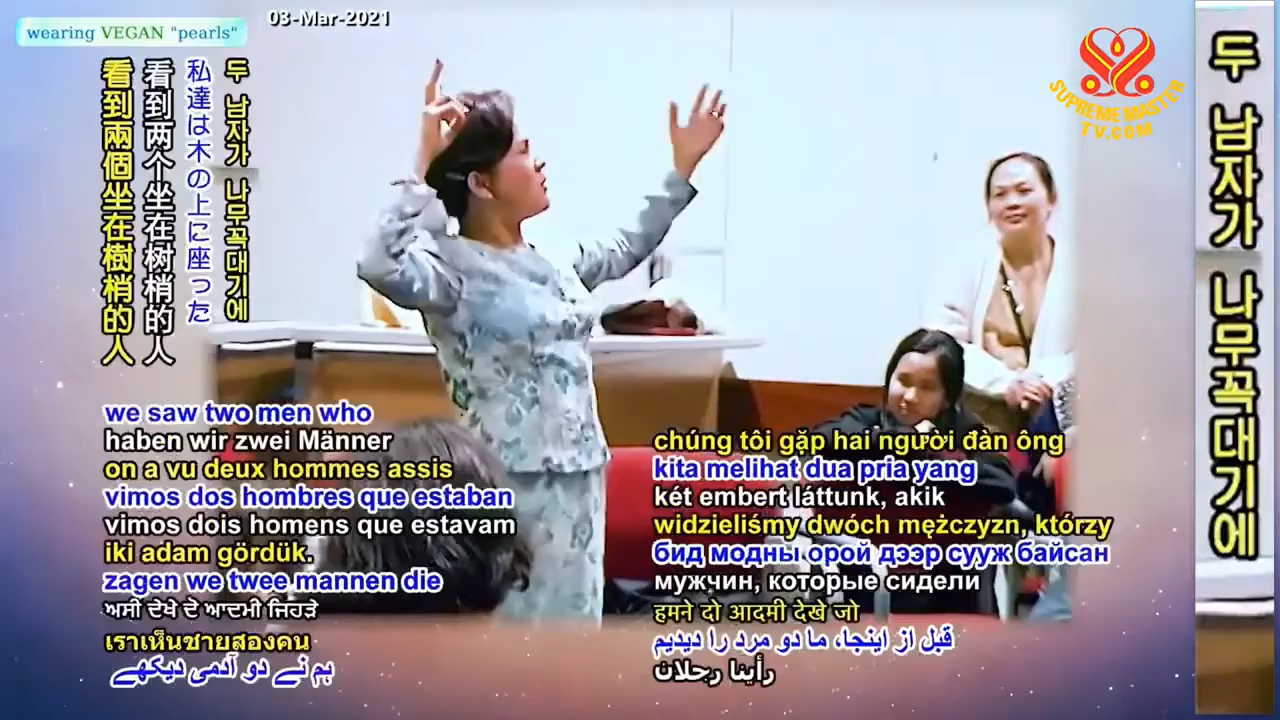 03-Mar-2021
wearing VEGAN "pearls"
SUPREME MASTER
TV.COM
두 남자가 나무꼭대기에
私達は木の上に座った
看到两个坐在树梢的人
看到兩個坐在樹梢的人
we saw two men who
haben wir zwei Männer
on a vu deux hommes assis
vimos dos hombres que estaban
vimos dois homens que estavam
iki adam gördük.
zagen we twee mannen die
ਅਸੀ ਦੇਖੇ ਦੋ ਆਦਮੀ ਜਿਹੜੇ
เราเห็นชายสองคน
ہم نے دو آدمی دیکھے
chúng tôi gặp hai người đàn ông
kita melihat dua pria yang
két embert láttunk, akik
widzieliśmy dwóch mężczyzn, którzy
бид модны орой дээр сууж байсан
мужчин, которые сидели
हमने दो आदमी देखे जो
قبل از اینجا، ما دو مرد را دیدیم
رأينا رجلان
두 남자가 나무꼭대기에